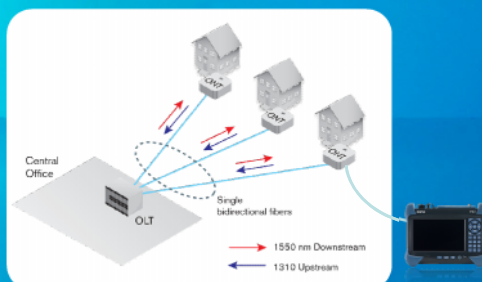 ONT
ONT
ONT
Central
Office
OLT
Single
bidirectional fibers
1550 nm Downstream
1310 Upstream